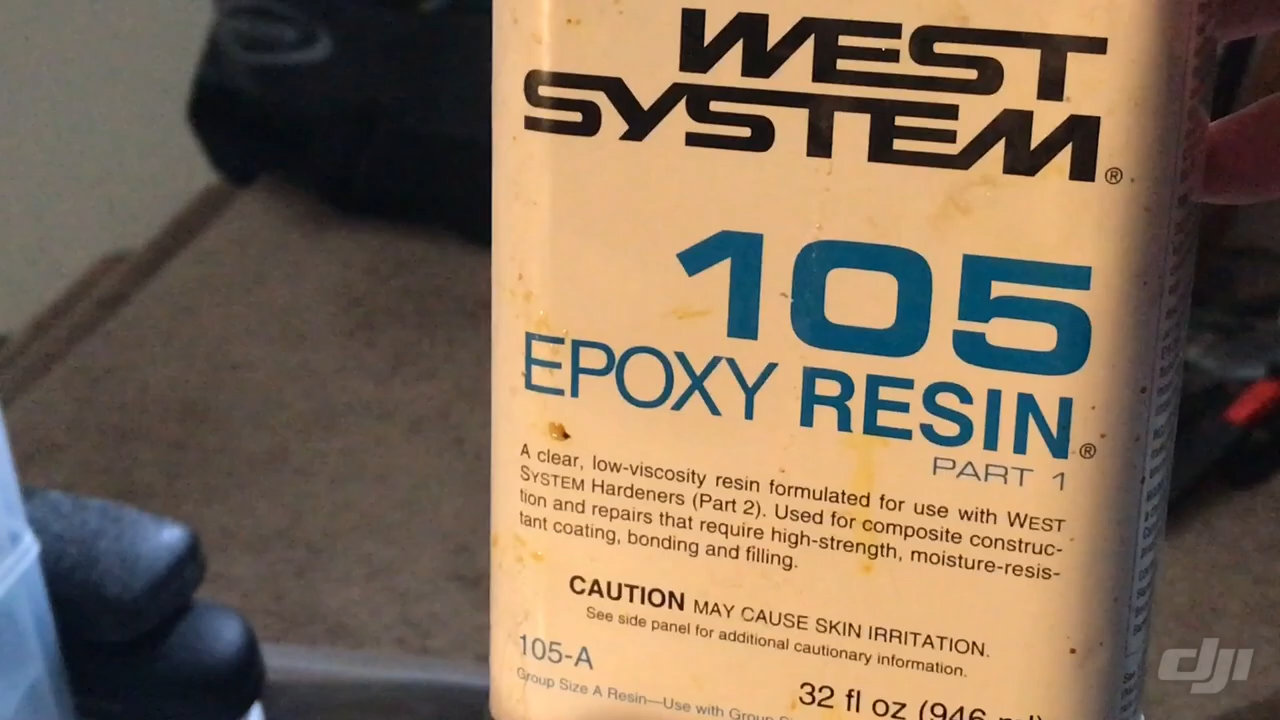 WEST
SYSTEM®
105
EPOXY RESIN®
PART 1
A clear, low-viscosity resin formulated for use with WEST
SYSTEM Hardeners (Part 2). Used for composite construc-
tion and repairs that require high-strength, moisture-resis-
tant coating, bonding and filling.
CAUTION MAY CAUSE SKIN IRRITATION.
See side panel for additional cautionary information.
105-A
Group Size A Resin—Use with Group
32 fl oz (946 ml)
dji